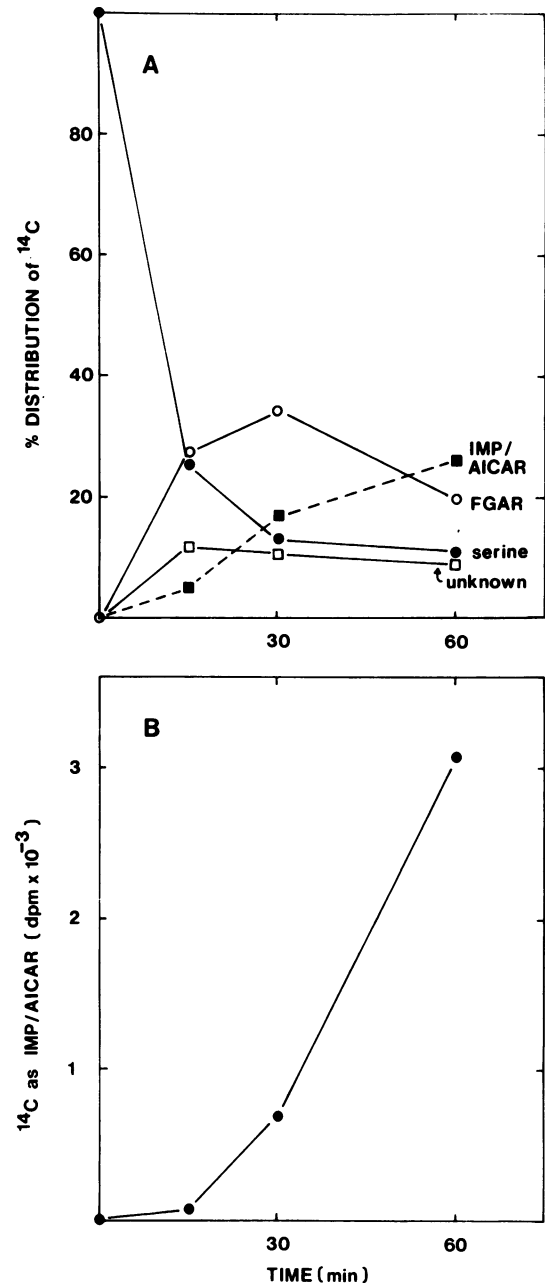 A
% DISTRIBUTION of ¹⁴C
80
60
40
20
IMP/
AICAR
FGAR
serine
unknown
30
60
B
¹⁴C as IMP/AICAR (dpm x 10⁻³)
3
2
1
30
60
TIME (min)